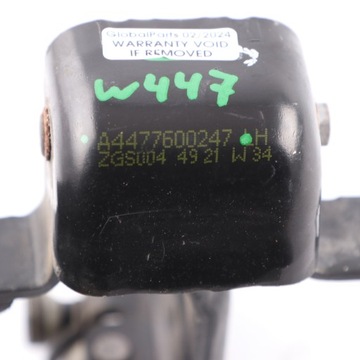 GlobalParts 02/2024
WARRANTY VOID
IF REMOVED
W447
A4477600247 H
ZGS004 49 21 W 34